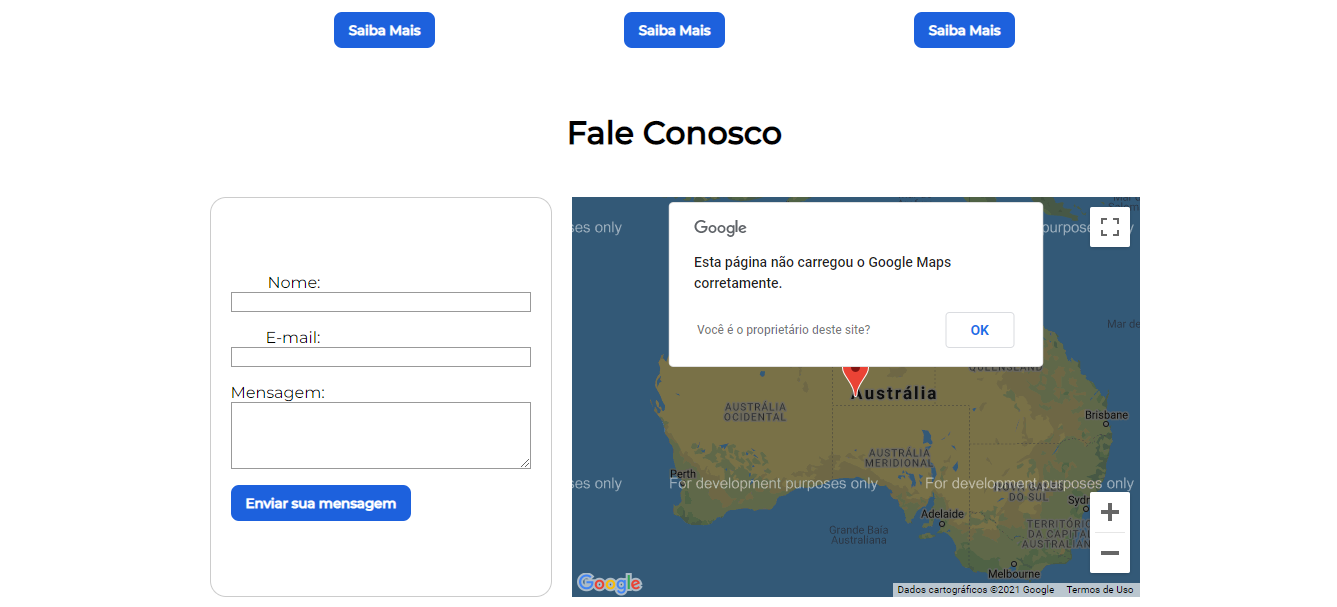 Saiba Mais Saiba Mais Saiba Mais
Fale Conosco
Nome:
E-mail:
Mensagem:
Enviar sua mensagem
Google
Esta página não carregou o Google Maps
corretamente.
Você é o proprietário deste site? OK
ses only
purposes
Mar de
QUEENSLAND
Austrália
AUSTRÁLIA
OCIDENTAL
Brisbane
AUSTRÁLIA
MERIDIONAL
Perth
ses only For development purposes only For development purposes only
DO SUL
Sydn
Adelaide
Grande Baía
Australiana
TERRITÓRIO
DA CAPITAL
AUSTRALIANA
Melbourne
Google
Dados cartográficos ©2021 Google Termos de Uso